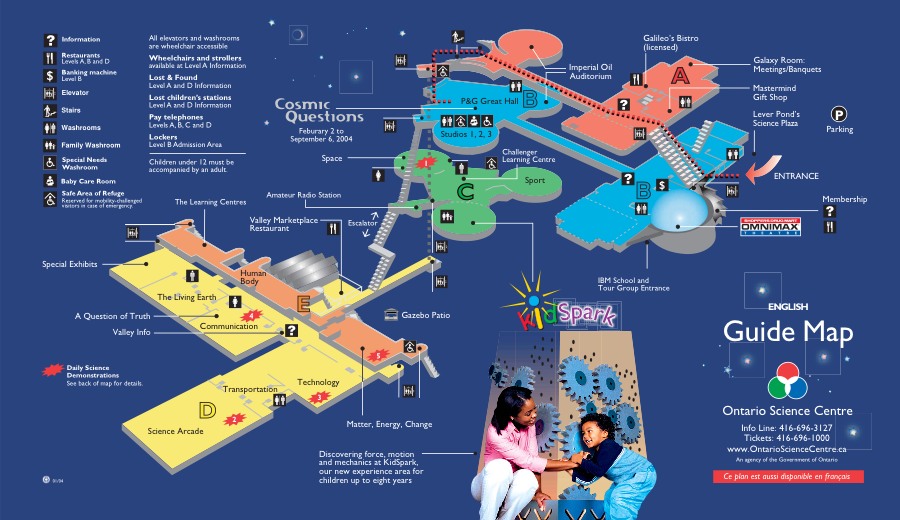 Information
Restaurants
Levels A, B and D
Banking machine
Level B
Elevator
Stairs
Washrooms
Family Washroom
Special Needs
Washroom
Baby Care Room
Safe Area of Refuge
Reserved for mobility-challenged
visitors in case of emergency.
All elevators and washrooms
are wheelchair accessible
Wheelchairs and strollers
available at Level A Information
Lost & Found
Level A and D Information
Lost children's stations
Level A and D Information
Pay telephones
Levels A, B, C and D
Lockers
Level B Admission Area
Children under 12 must be
accompanied by an adult.
Cosmic
Questions
Feburary 2 to
September 6, 2004
Space
Amateur Radio Station
Escalator
The Learning Centres
Valley Marketplace
Restaurant
Special Exhibits
Human
Body
E
The Living Earth
A Question of Truth
Communication
4
Valley Info
?
Gazebo Patio
5
Daily Science
Demonstrations
See back of map for details.
Transportation
Technology
3
D
2
Science Arcade
Matter, Energy, Change
Discovering force, motion
and mechanics at KidSpark,
our new experience area for
children up to eight years
01/04
P&G Great Hall
B
Studios 1, 2, 3
Imperial Oil
Auditorium
1
Challenger
Learning Centre
Sport
C
Galileo's Bistro
(licensed)
A
?
Galaxy Room:
Meetings/Banquets
Mastermind
Gift Shop
Lever Pond's
Science Plaza
P
Parking
ENTRANCE
? $
B
Membership
?
SHOPPERS DRUG MART
OMNIMAX
THEATRE
IBM School and
Tour Group Entrance
KidSpark
ENGLISH
Guide Map
Ontario Science Centre
Info Line: 416-696-3127
Tickets: 416-696-1000
www.OntarioScienceCentre.ca
An agency of the Government of Ontario
Ce plan est aussi disponible en français